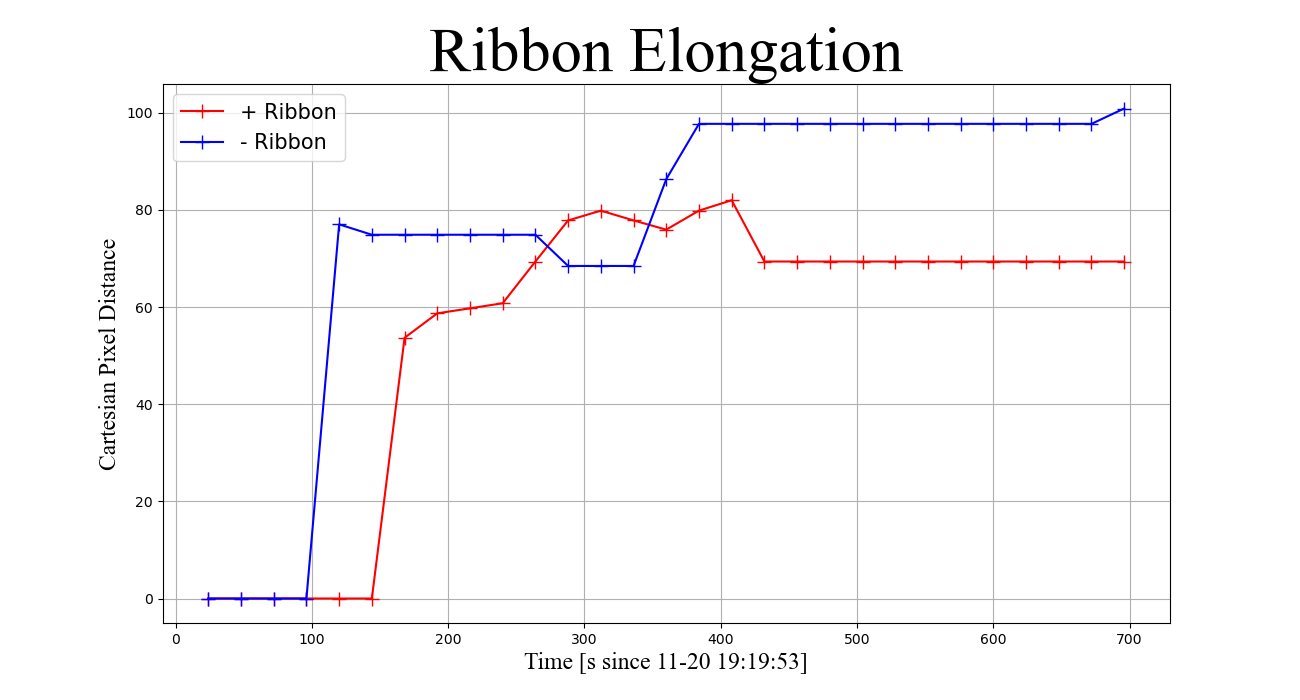 Ribbon Elongation
+ Ribbon
- Ribbon
Cartesian Pixel Distance
100
80
60
40
20
0
0 100 200 300 400 500 600 700
Time [s since 11-20 19:19:53]